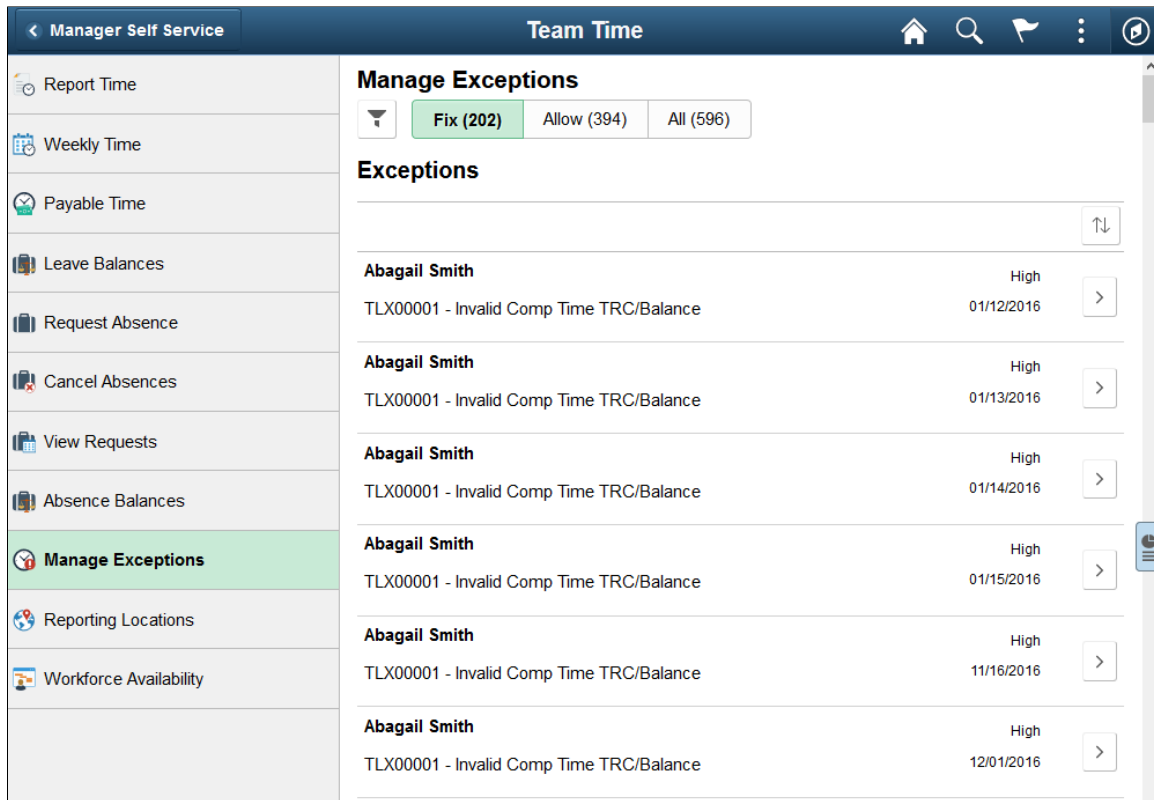 Manager Self Service
Team Time
Report Time
Weekly Time
Payable Time
Leave Balances
Request Absence
Cancel Absences
View Requests
Absence Balances
Manage Exceptions
Reporting Locations
Workforce Availability
Manage Exceptions
Fix (202) Allow (394) All (596)
Exceptions
Abagail Smith
High
TLX00001 - Invalid Comp Time TRC/Balance
01/12/2016
Abagail Smith
High
TLX00001 - Invalid Comp Time TRC/Balance
01/13/2016
Abagail Smith
High
TLX00001 - Invalid Comp Time TRC/Balance
01/14/2016
Abagail Smith
High
TLX00001 - Invalid Comp Time TRC/Balance
01/15/2016
Abagail Smith
High
TLX00001 - Invalid Comp Time TRC/Balance
11/16/2016
Abagail Smith
High
TLX00001 - Invalid Comp Time TRC/Balance
12/01/2016